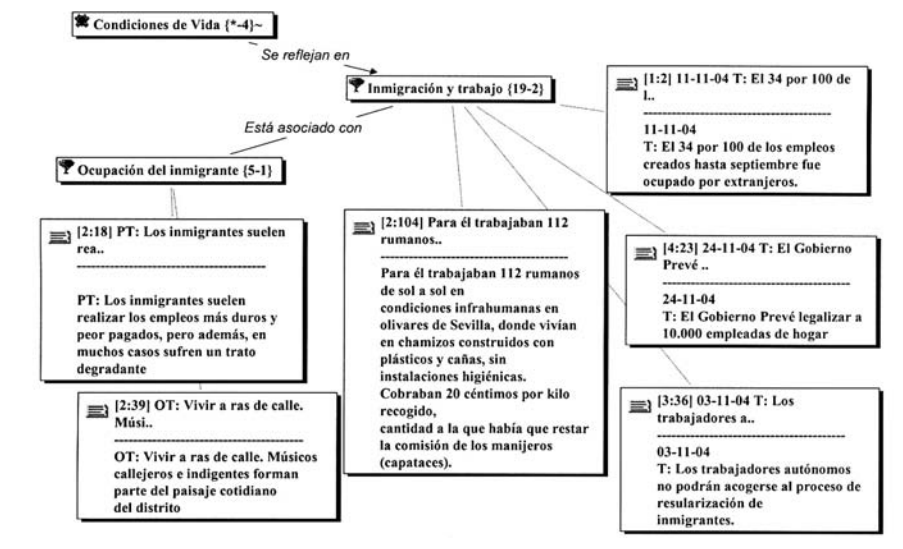 Condiciones de Vida {*-4}~
Se reflejan en
Inmigración y trabajo {19-2}
Está asociado con
Ocupación del inmigrante {5-1}
[1:2] 11-11-04 T: El 34 por 100 de
l..
11-11-04
T: El 34 por 100 de los empleos
creados hasta septiembre fue
ocupado por extranjeros.
[2:18] PT: Los inmigrantes suelen
rea..
PT: Los inmigrantes suelen
realizar los empleos más duros y
peor pagados, pero además, en
muchos casos sufren un trato
degradante
[2:104] Para él trabajaban 112
rumanos..
Para él trabajaban 112 rumanos
de sol a sol en
condiciones infrahumanas en
olivares de Sevilla, donde vivían
en chamizos construidos con
plásticos y cañas, sin
instalaciones higiénicas.
Cobraban 20 céntimos por kilo
recogido,
cantidad a la que había que restar
la comisión de los manijeros
(capataces).
[4:23] 24-11-04 T: El Gobierno
Prevé ..
24-11-04
T: El Gobierno Prevé legalizar a
10.000 empleadas de hogar
[2:39] OT: Vivir a ras de calle.
Músi..
OT: Vivir a ras de calle. Músicos
callejeros e indigentes forman
parte del paisaje cotidiano
del distrito
[3:36] 03-11-04 T: Los
trabajadores a..
03-11-04
T: Los trabajadores autónomos
no podrán acogerse al proceso de
resularización de
inmigrantes.